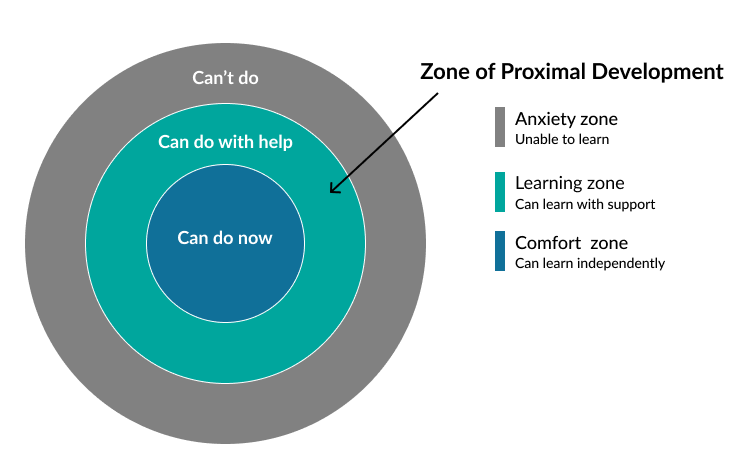 Can't do
Can do with help
Can do now
Zone of Proximal Development
Anxiety zone
Unable to learn
Learning zone
Can learn with support
Comfort zone
Can learn independently